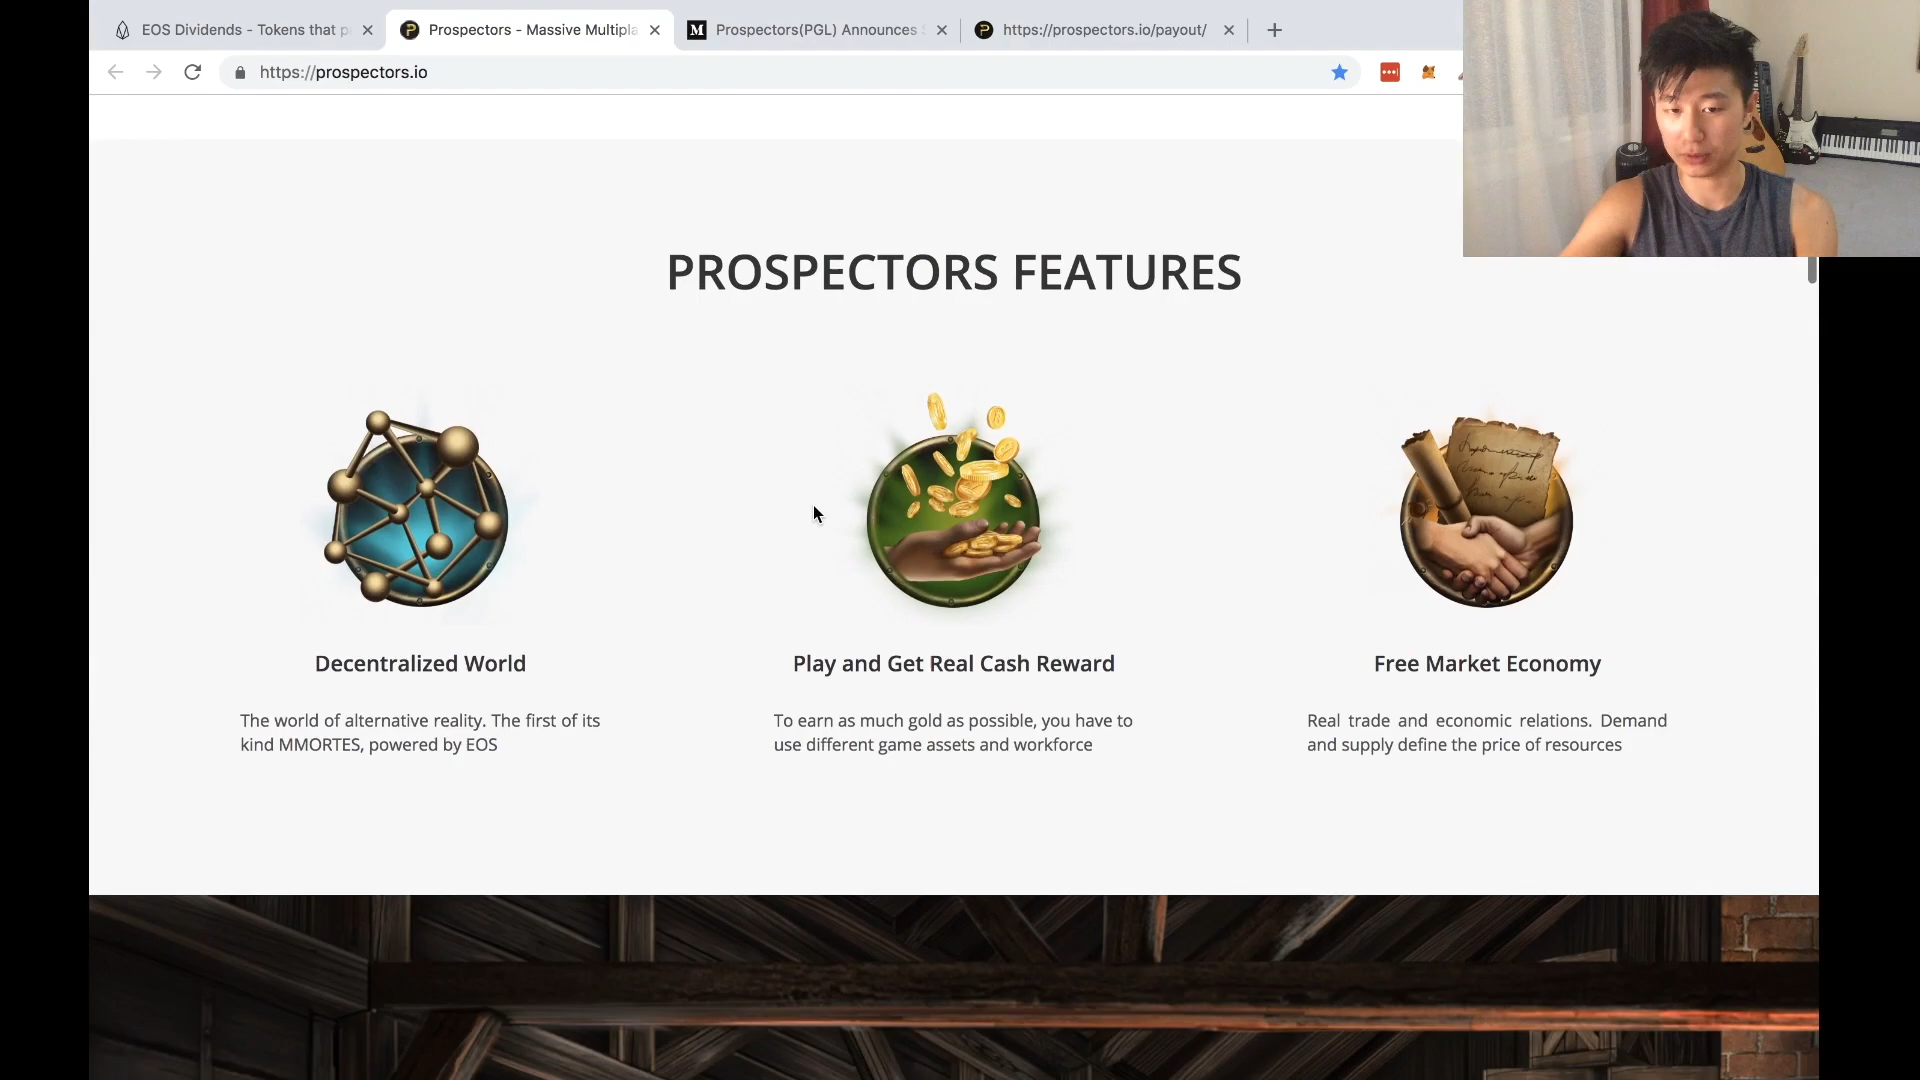 EOS Dividends - Tokens that p
Prospectors - Massive Multipla
M
Prospectors(PGL) Announces S
https://prospectors.io/payout/
https://prospectors.io
PROSPECTORS FEATURES
Decentralized World
The world of alternative reality. The first of its
kind MMORTES, powered by EOS
Play and Get Real Cash Reward
To earn as much gold as possible, you have to
use different game assets and workforce
Free Market Economy
Real trade and economic relations. Demand
and supply define the price of resources